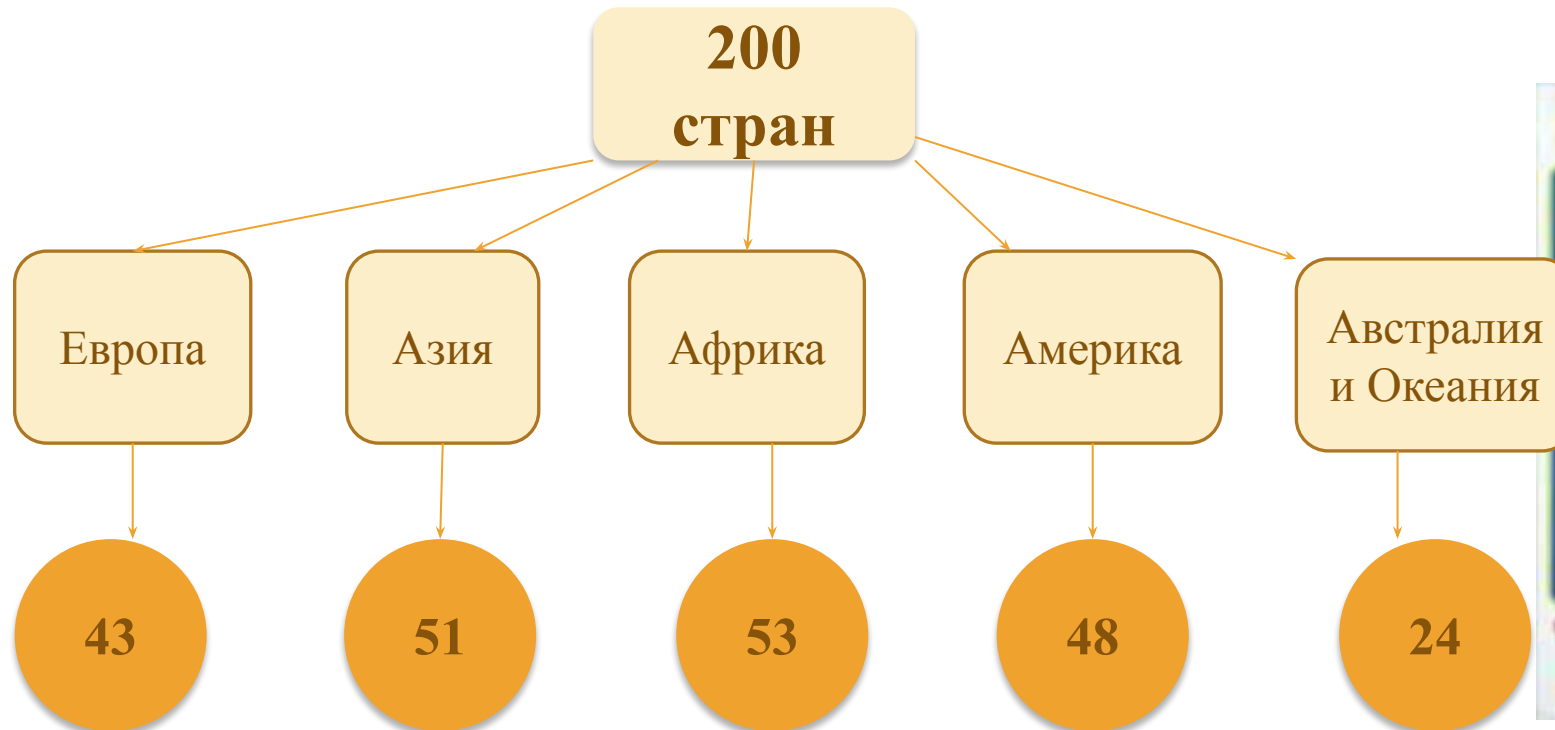 200
стран
Европа
Азия
Африка
Америка
Австралия
и Океания
43
51
53
48
24